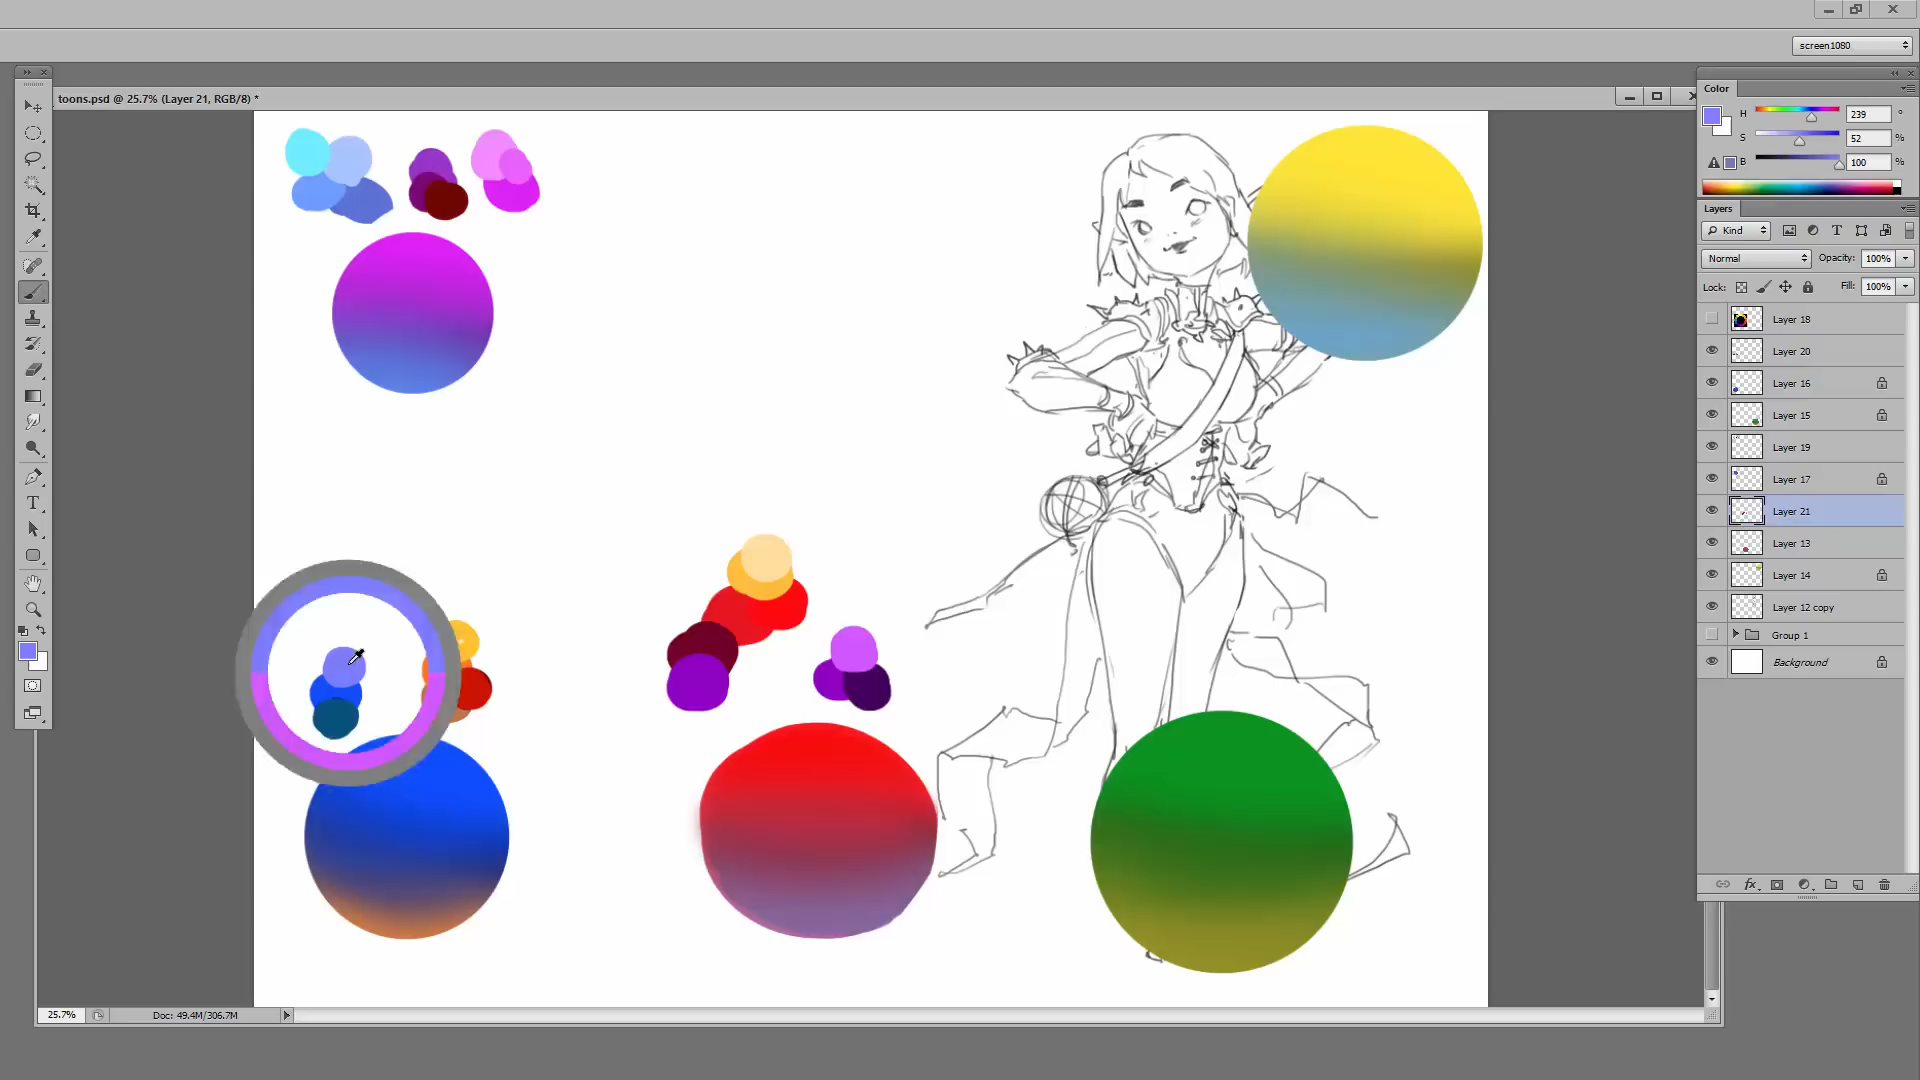 screen1080
toons.psd @ 25.7% (Layer 21, RGB/8) *
Color
H 239 °
S 52 %
B 100 %
Layers
Kind
Normal Opacity: 100%
Lock: Fill: 100%
Layer 18
Layer 20
Layer 16
Layer 15
Layer 19
Layer 17
Layer 21
Layer 13
Layer 14
Layer 12 copy
Group 1
Background
T
T
fx
25.7% Doc: 49.4M/306.7M